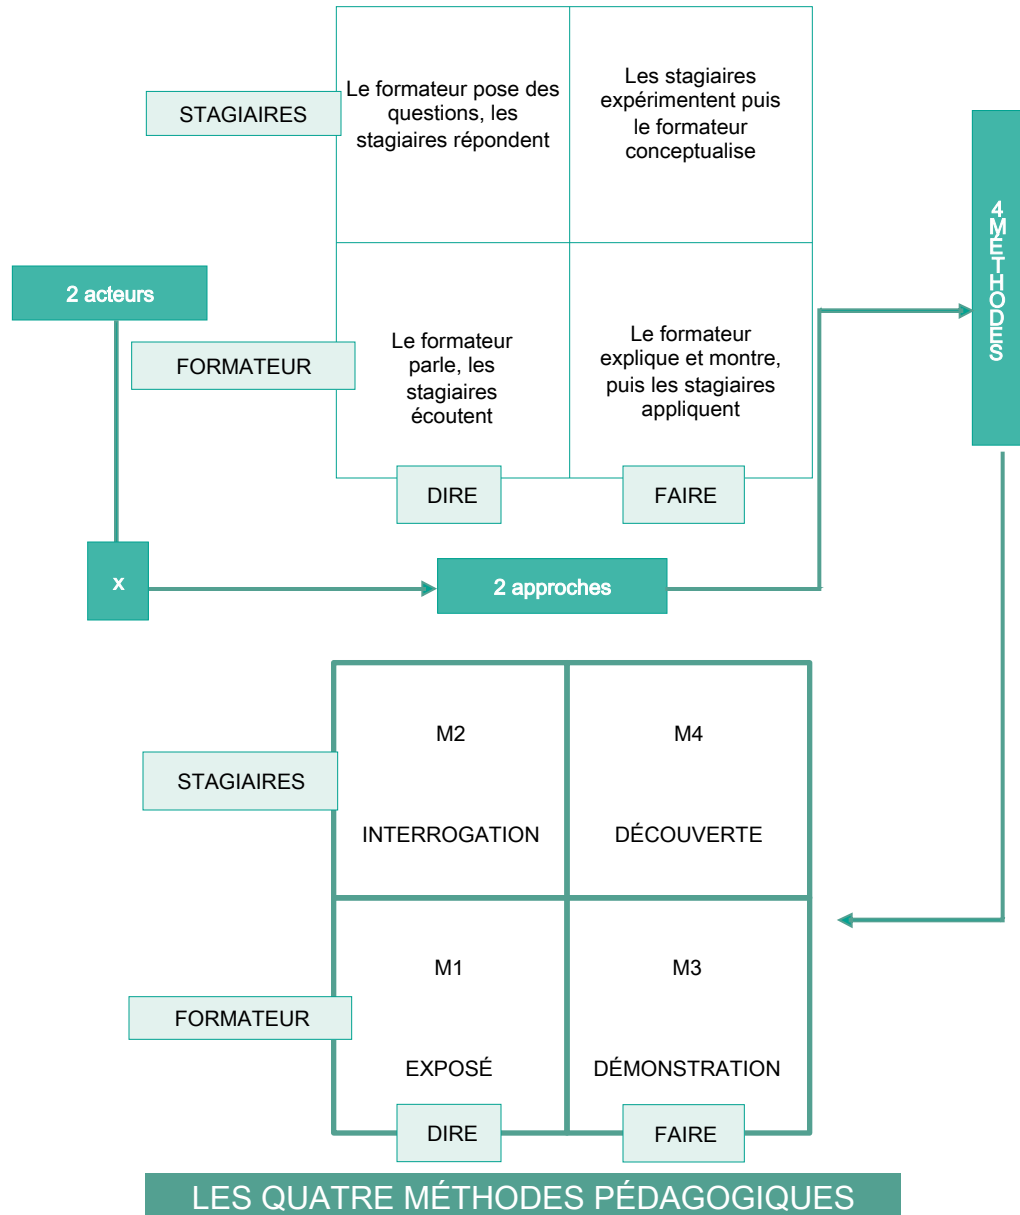 STAGIAIRES
Le formateur pose des
questions, les
stagiaires répondent
Les stagiaires
expérimentent puis
le formateur
conceptualise
4 MÉTHODES
2 acteurs
FORMATEUR
Le formateur
parle, les
stagiaires
écoutent
Le formateur
explique et montre,
puis les stagiaires
appliquent
DIRE
FAIRE
x
2 approches
STAGIAIRES
M2
INTERROGATION
M4
DÉCOUVERTE
FORMATEUR
M1
EXPOSÉ
M3
DÉMONSTRATION
DIRE
FAIRE
LES QUATRE MÉTHODES PÉDAGOGIQUES